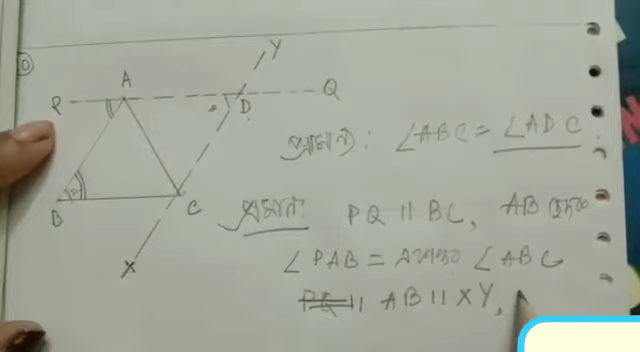 A
Y
P
Q
D
B
C
X
প্রমাণ : ∠ABC = ∠ADC.
প্রমাণ: PQ || BC, AB ছেদক
∠PAB = একান্তর ∠ABC
AB || XY,